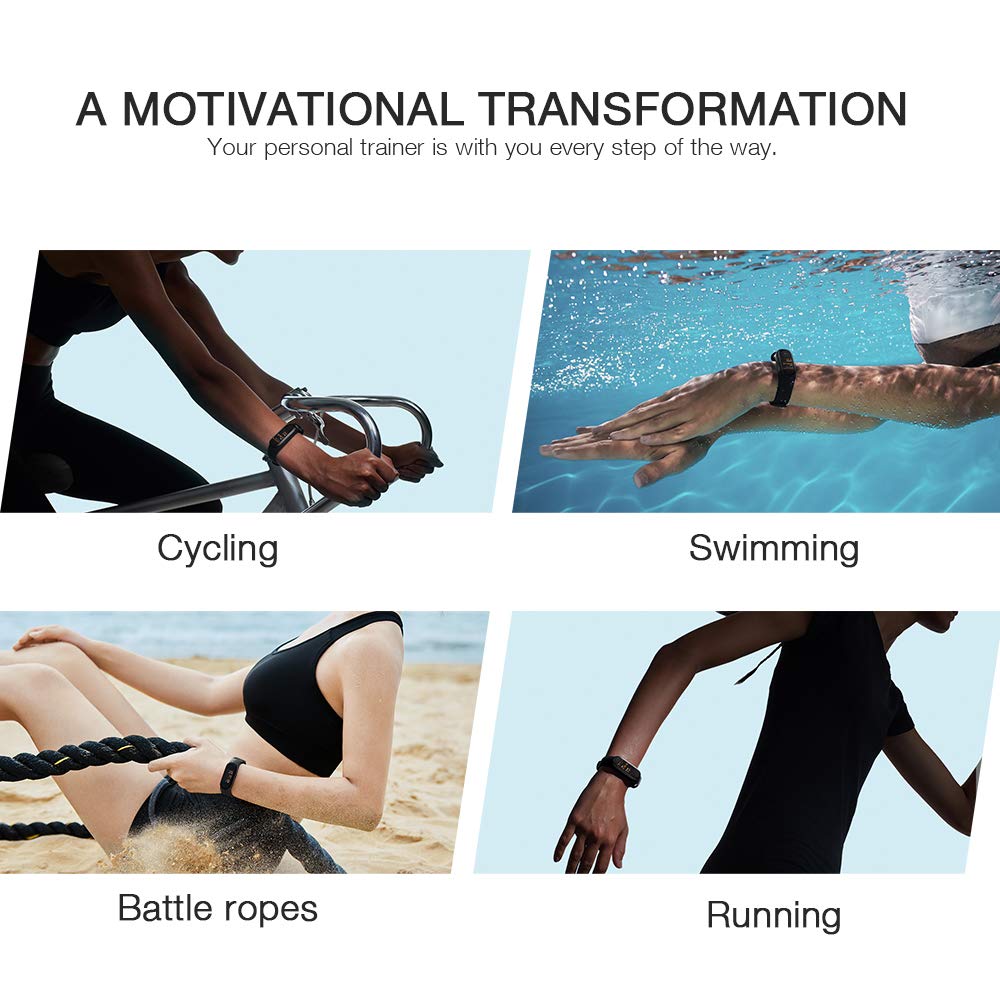 A MOTIVATIONAL TRANSFORMATION
Your personal trainer is with you every step of the way.
Cycling
Swimming
Battle ropes
Running